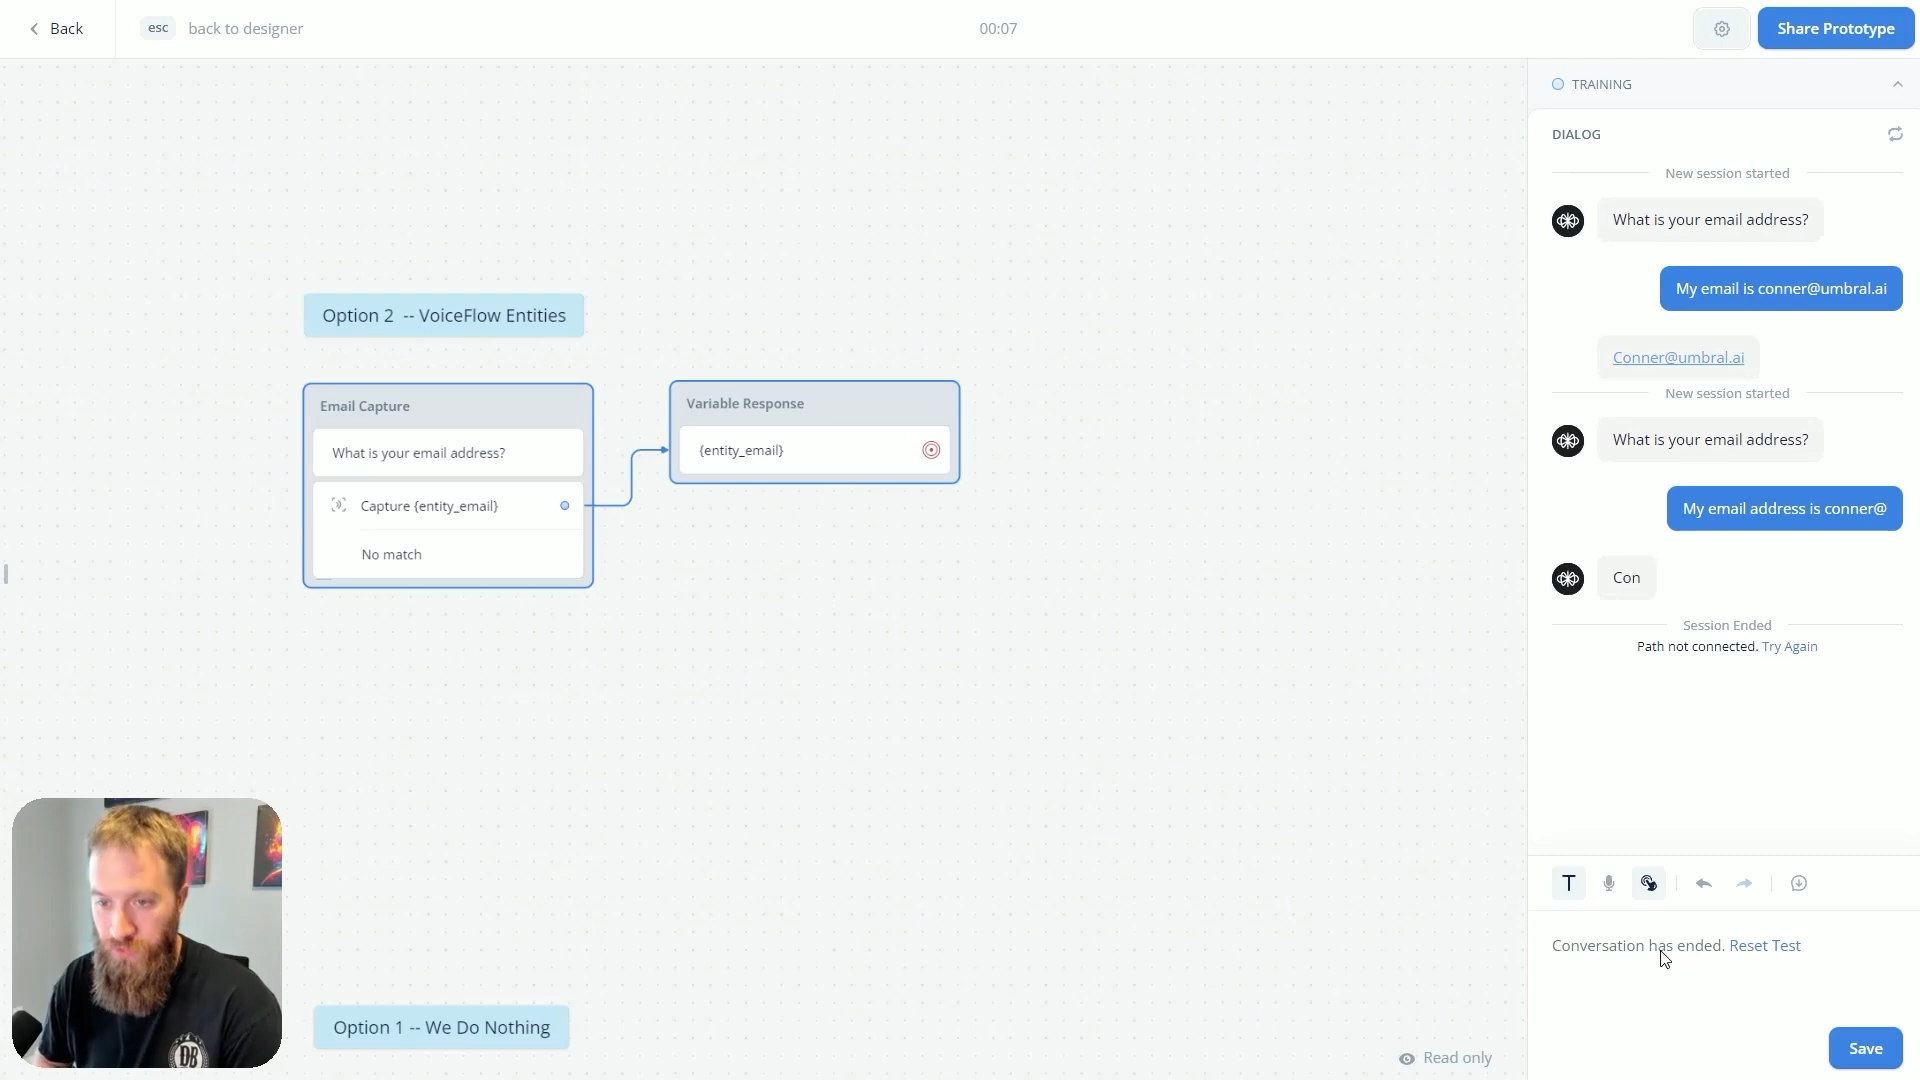 Back
esc back to designer
00:07
Share Prototype
TRAINING
DIALOG
New session started
What is your email address?
My email is conner@umbral.ai
Conner@umbral.ai
New session started
What is your email address?
My email address is conner@
Con
Session Ended
Path not connected. Try Again
Option 2 -- VoiceFlow Entities
Email Capture
What is your email address?
Capture {entity_email}
No match
Variable Response
{entity_email}
Option 1 -- We Do Nothing
Read only
T
Conversation has ended. Reset Test
Save
DB